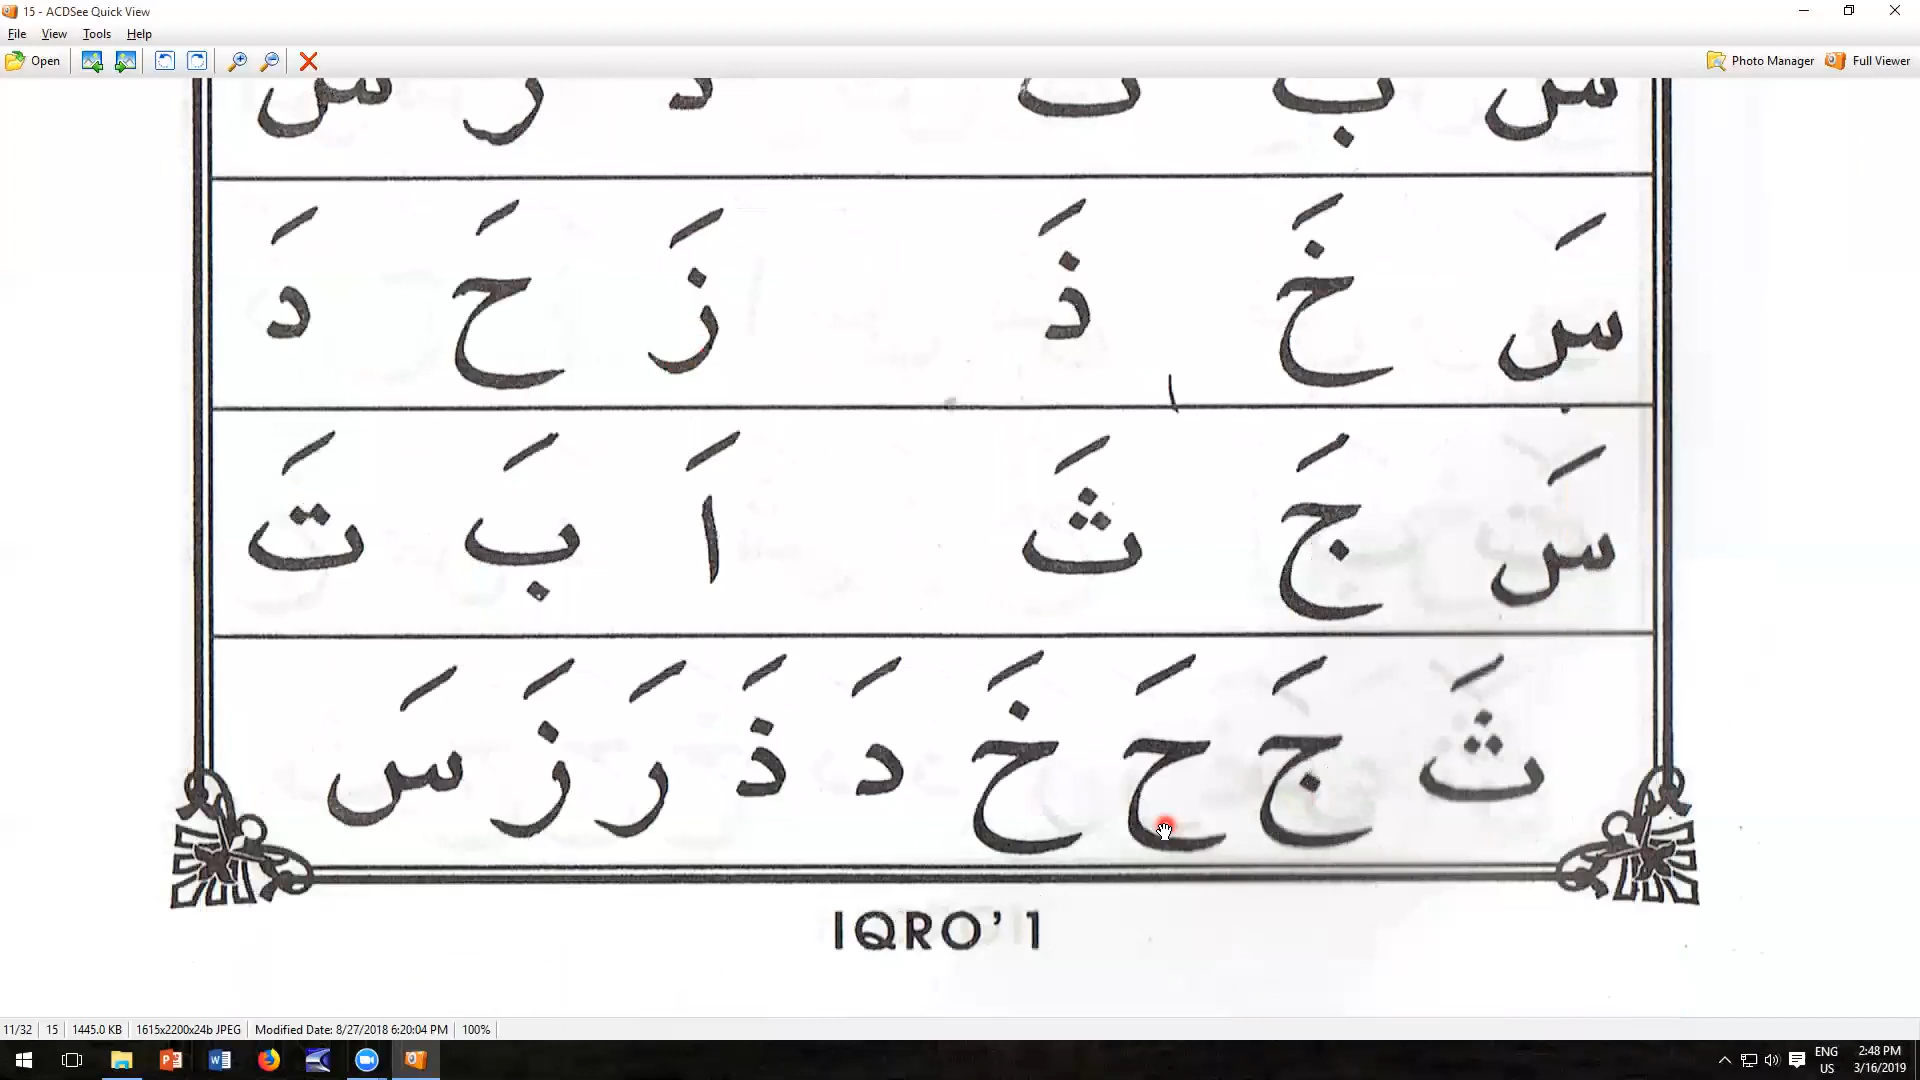 15 - ACDSee Quick View
File View Tools Help
Open Photo Manager Full Viewer
سَ خَ ذَ زَ حَ دَ
سَ جَ ثَ اَ بَ تَ
ثَ جَ حَ خَ دَ ذَ رَ زَ سَ
IQRO' 1
11/32 15 1445.0 KB 1615x2200x24b JPEG Modified Date: 8/27/2018 6:20:04 PM 100%
ENG 2:48 PM
US 3/16/2019